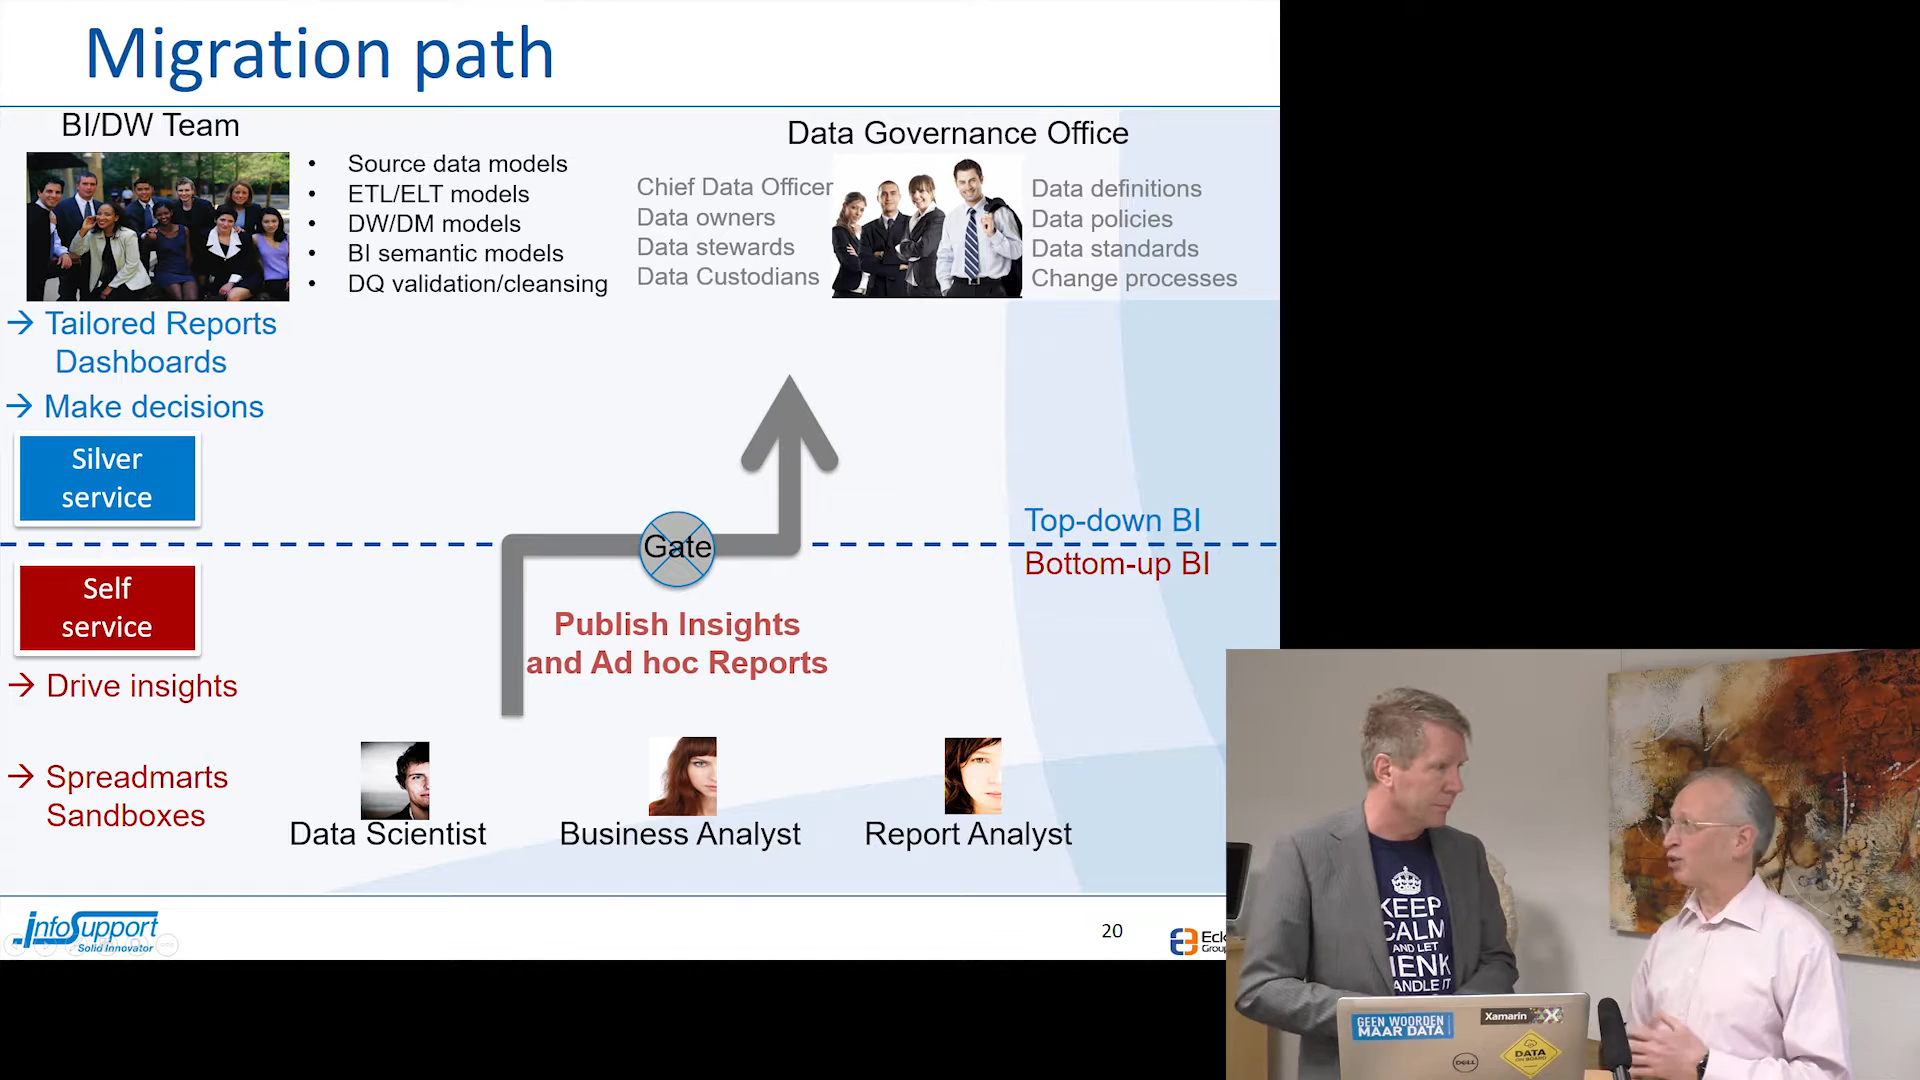 Migration path
BI/DW Team
• Source data models
• ETL/ELT models
• DW/DM models
• BI semantic models
• DQ validation/cleansing
Data Governance Office
Chief Data Officer
Data owners
Data stewards
Data Custodians
Data definitions
Data policies
Data standards
Change processes
→ Tailored Reports
Dashboards
→ Make decisions
Silver
service
Top-down BI
Gate
Bottom-up BI
Self
service
Publish Insights
and Ad hoc Reports
→ Drive insights
→ Spreadmarts
Sandboxes
Data Scientist
Business Analyst
Report Analyst
InfoSupport
Solid Innovator
20
KEEP
CALM
AND LET
HENK
HANDLE IT
GEEN WOORDEN
MAAR DATA
Xamarin
DELL
DATA
ON BOARD